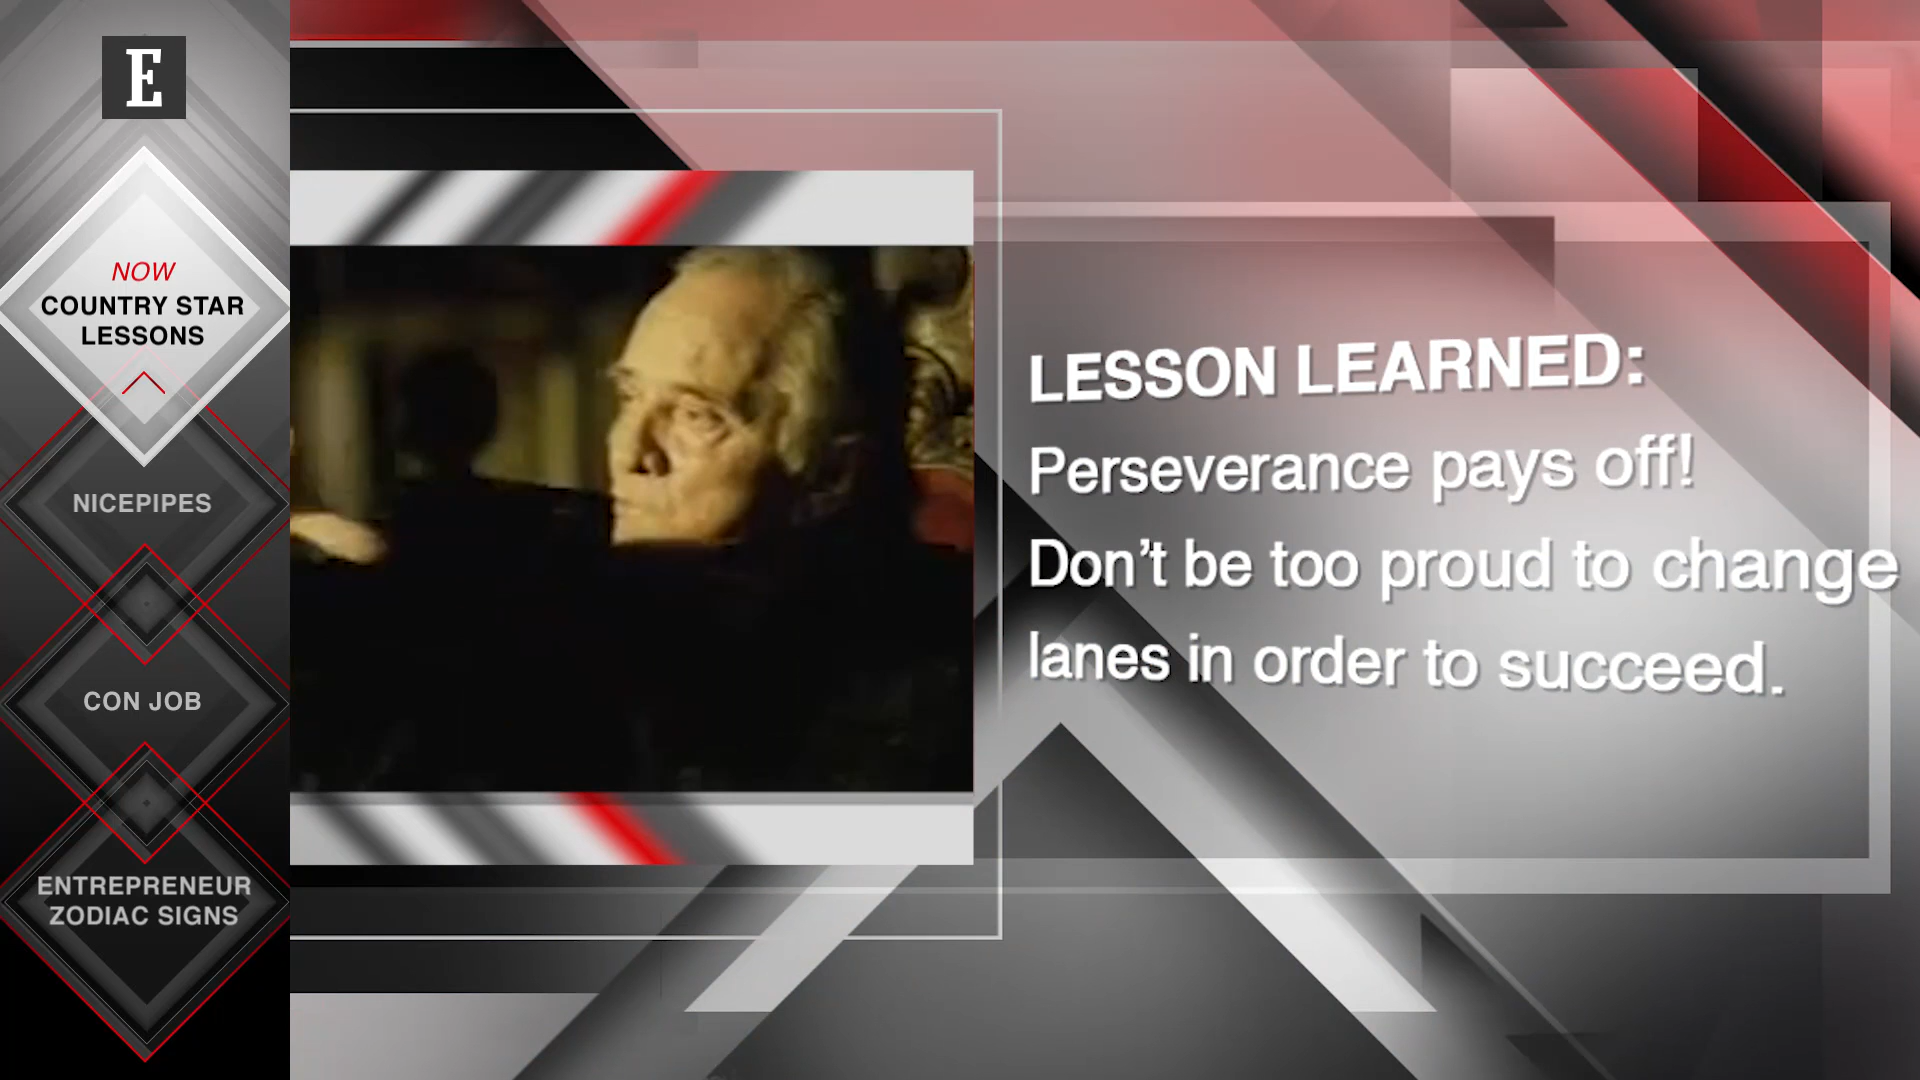 E
NOW
COUNTRY STAR
LESSONS
NICEPIPES
CON JOB
ENTREPRENEUR
ZODIAC SIGNS
LESSON LEARNED:
Perseverance pays off!
Don't be too proud to change
lanes in order to succeed.